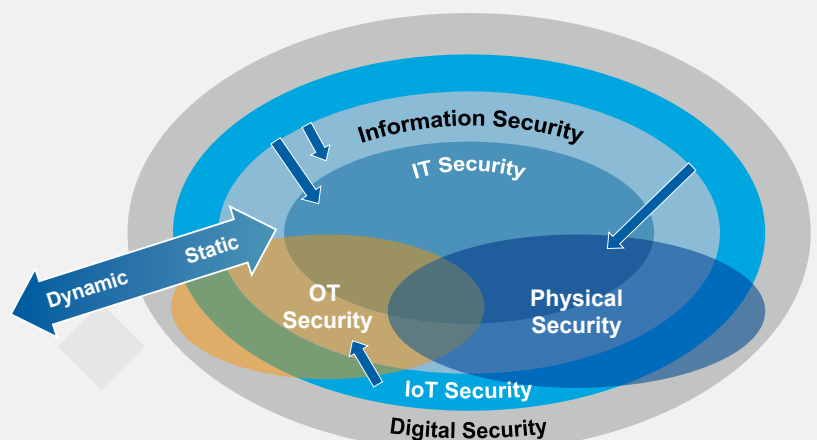 Information Security
IT Security
Dynamic Static
OT
Security
Physical
Security
IoT Security
Digital Security